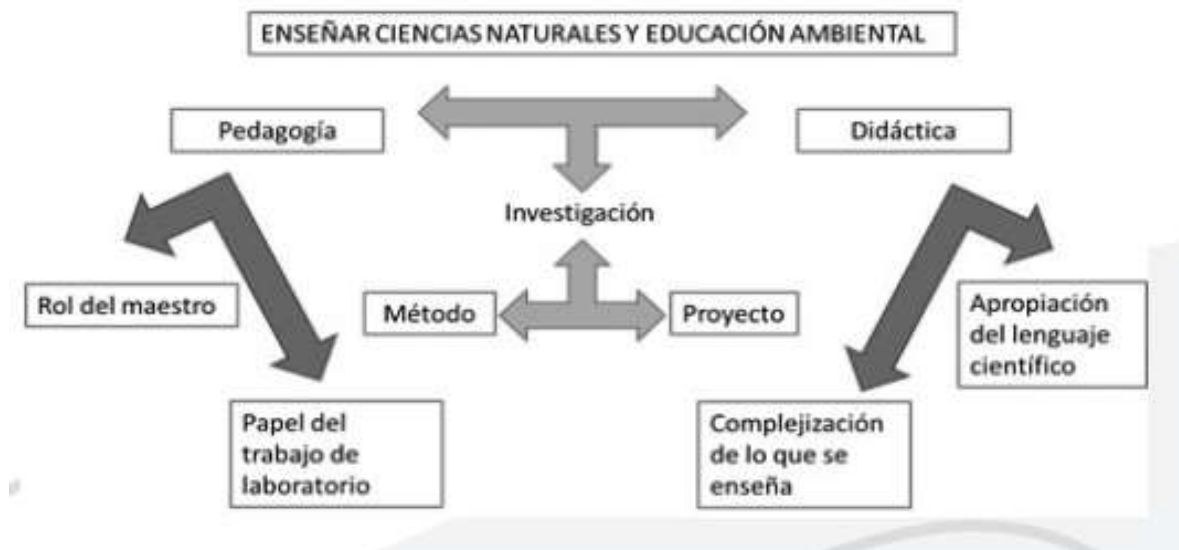 ENSEÑAR CIENCIAS NATURALES Y EDUCACIÓN AMBIENTAL
Pedagogía
Didáctica
Investigación
Rol del maestro
Método
Proyecto
Apropiación
del lenguaje
científico
Papel del
trabajo de
laboratorio
Complejización
de lo que se
enseña